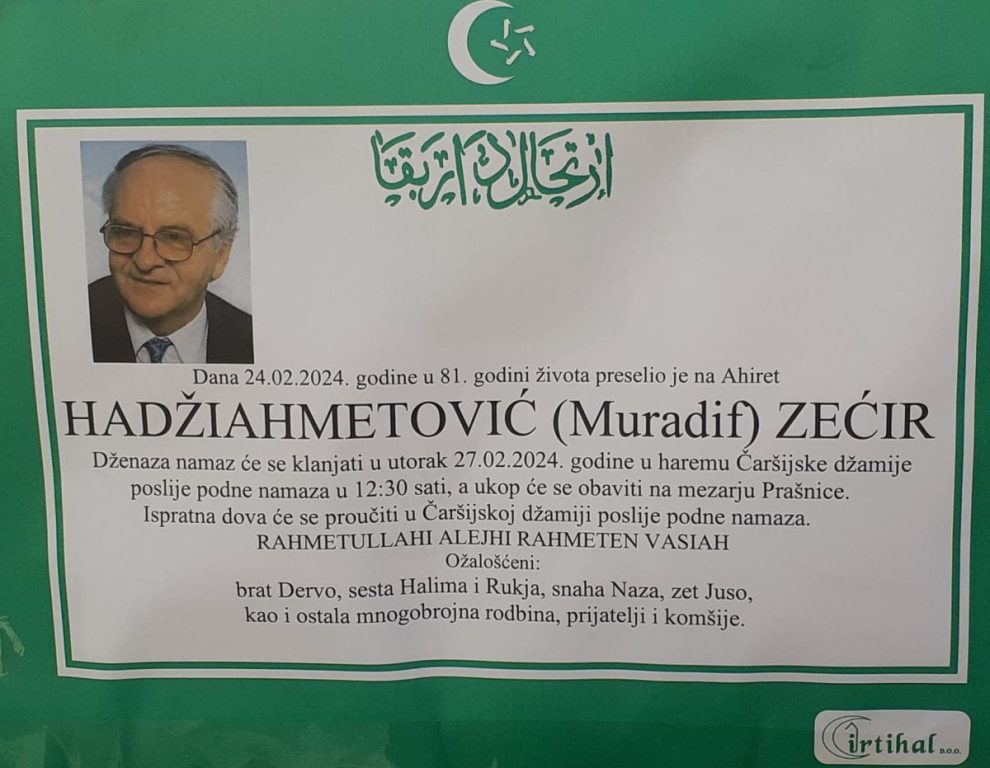 ارتحال دار بقا
Dana 24.02.2024. godine u 81. godini života preselio je na Ahiret
HADŽIAHMETOVIĆ (Muradif) ZEĆIR
Dženaza namaz će se klanjati u utorak 27.02.2024. godine u haremu Čaršijske džamije
poslije podne namaza u 12:30 sati, a ukop će se obaviti na mezarju Prašnice.
Ispratna dova će se proučiti u Čaršijskoj džamiji poslije podne namaza.
RAHMETULLAHI ALEJHI RAHMETEN VASIAH
Ožalošćeni:
brat Dervo, sesta Halima i Rukja, snaha Naza, zet Juso,
kao i ostala mnogobrojna rodbina, prijatelji i komšije.
irtihal D.O.O.